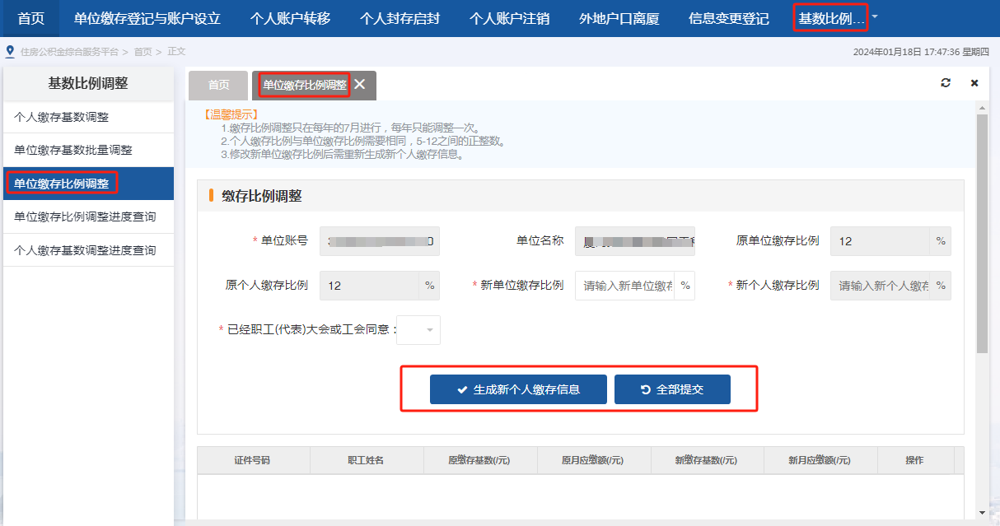 首页 单位缴存登记与账户设立 个人账户转移 个人封存启封 个人账户注销 外地户口离厦 信息变更登记 基数比例...
住房公积金综合服务平台 > 首页 > 正文 2024年01月18日 17:47:36 星期四
基数比例调整
个人缴存基数调整
单位缴存基数批量调整
单位缴存比例调整
单位缴存比例调整进度查询
个人缴存基数调整进度查询
首页 单位缴存比例调整
【温馨提示】
1.缴存比例调整只在每年的7月进行，每年只能调整一次。
2.个人缴存比例与单位缴存比例需要相同，5-12之间的正整数。
3.修改新单位缴存比例后需重新生成新个人缴存信息。
缴存比例调整
* 单位账号 单位名称 原单位缴存比例 12 %
原个人缴存比例 12 % * 新单位缴存比例 请输入新单位缴存 % * 新个人缴存比例 请输入新个人缴存 %
* 已经职工(代表)大会或工会同意：
生成新个人缴存信息 全部提交
证件号码 职工姓名 原缴存基数(/元) 原月应缴额(/元) 新缴存基数(/元) 新月应缴额(/元) 操作